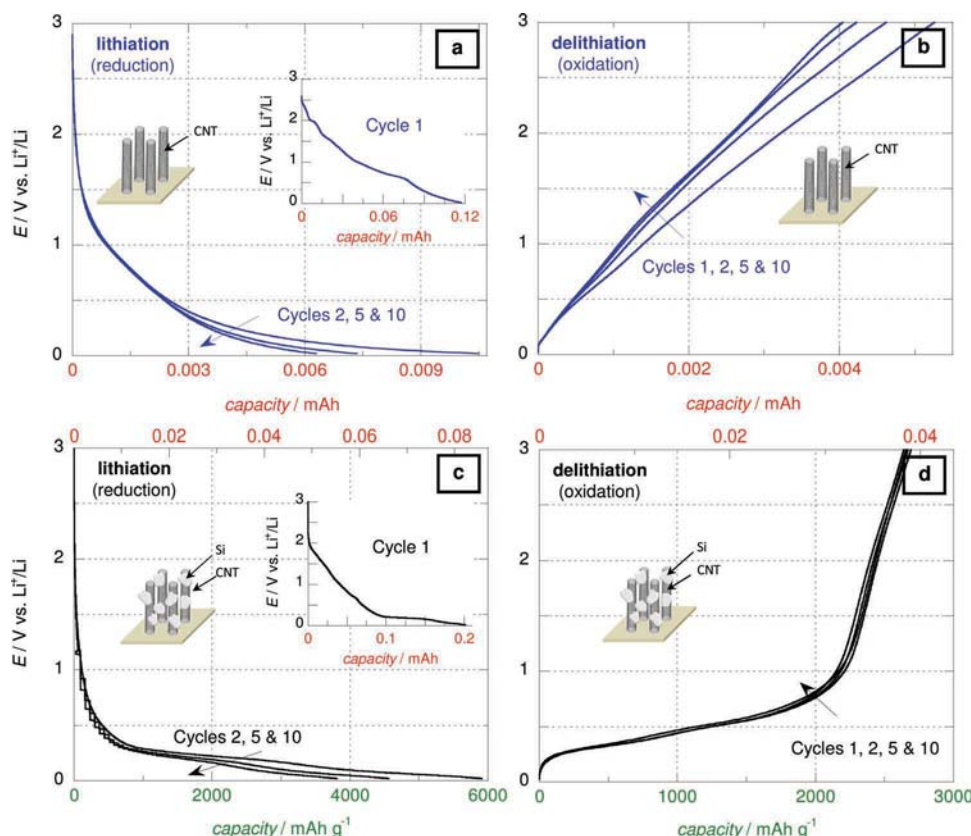 lithiation
(reduction)
a
CNT
Cycle 1
E / V vs. Li⁺/Li
3
2
1
0
0
0.06
0.12
capacity / mAh
Cycles 2, 5 & 10
E / V vs. Li⁺/Li
3
2
1
0
0
0.003
0.006
0.009
capacity / mAh
delithiation
(oxidation)
b
CNT
Cycles 1, 2, 5 & 10
3
2
1
0
0
0.002
0.004
capacity / mAh
0
0.02
0.04
0.06
0.08
lithiation
(reduction)
c
Si
CNT
Cycle 1
E / V vs. Li⁺/Li
3
2
1
0
0
0.1
0.2
capacity / mAh
Cycles 2, 5 & 10
E / V vs. Li⁺/Li
3
2
1
0
0
2000
4000
6000
capacity / mAh g⁻¹
0
0.02
0.04
delithiation
(oxidation)
d
Si
CNT
Cycles 1, 2, 5 & 10
3
2
1
0
0
1000
2000
3000
capacity / mAh g⁻¹